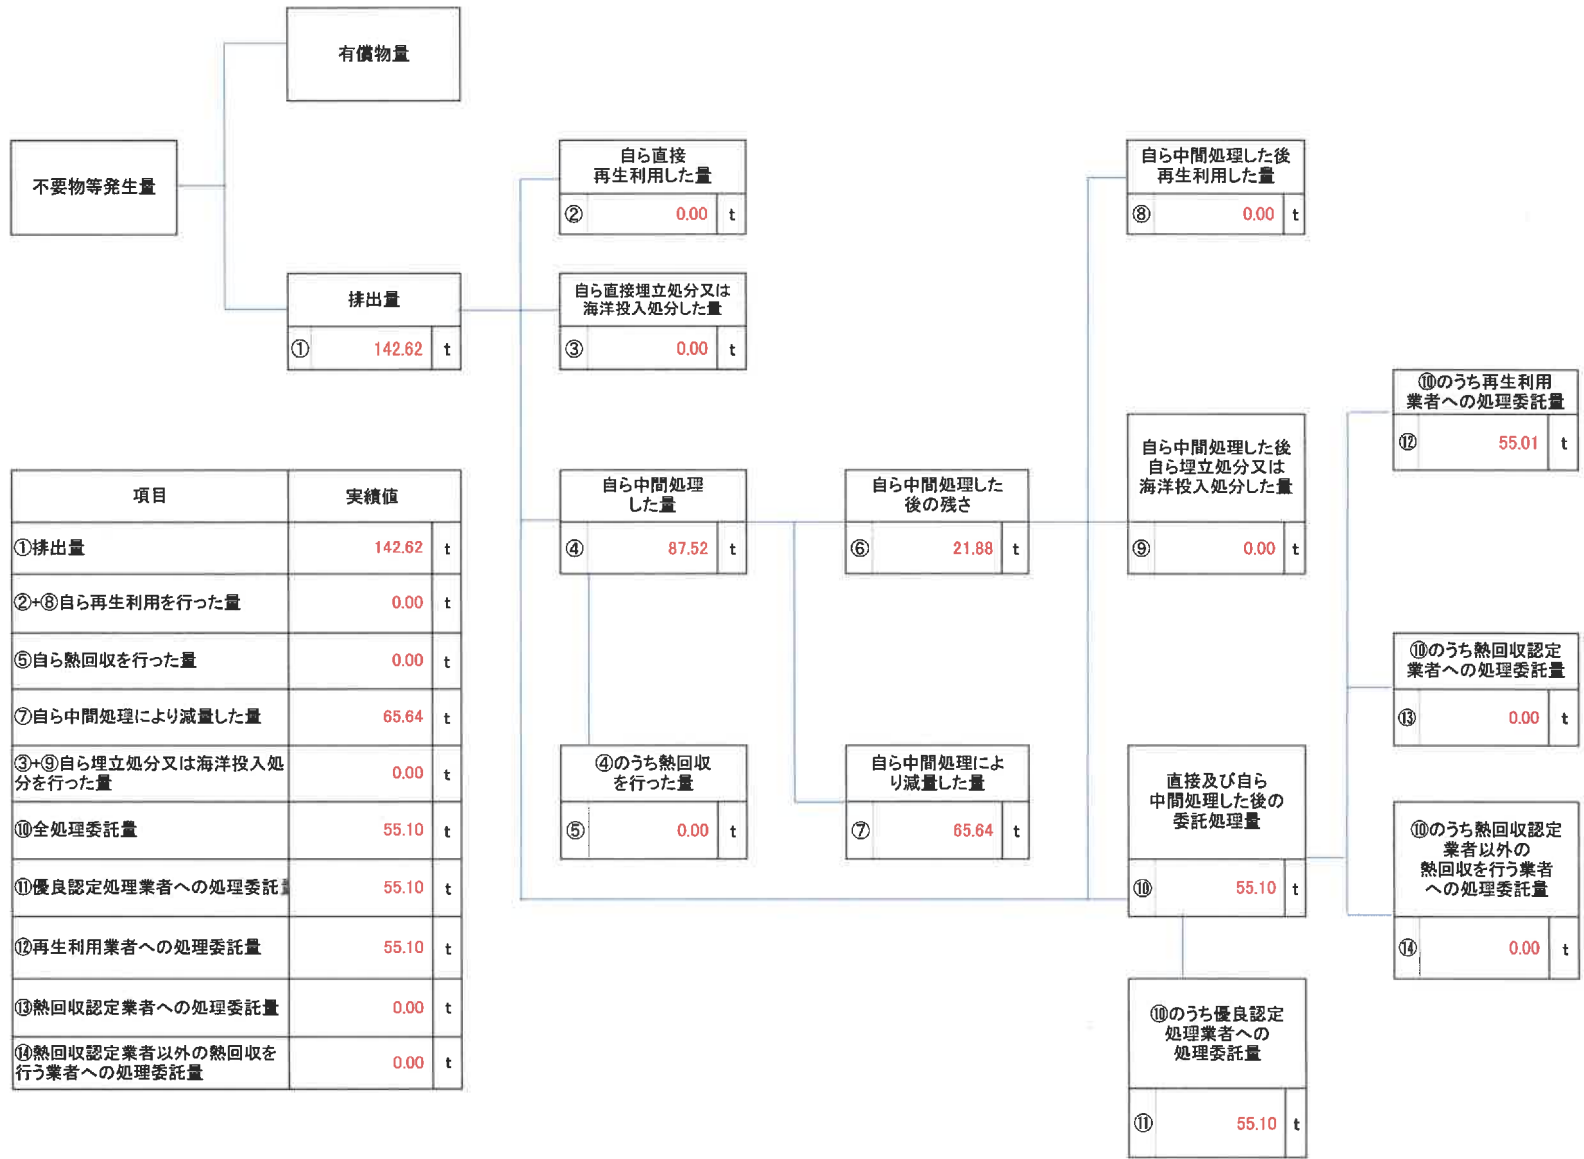 有償物量
不要物等発生量
排出量
① 142.62 t
自ら直接
再生利用した量
② 0.00 t
自ら直接埋立処分又は
海洋投入処分した量
③ 0.00 t
自ら中間処理
した量
④ 87.52 t
④のうち熱回収
を行った量
⑤ 0.00 t
自ら中間処理した
後の残さ
⑥ 21.88 t
自ら中間処理によ
り減量した量
⑦ 65.64 t
自ら中間処理した後
再生利用した量
⑧ 0.00 t
自ら中間処理した後
自ら埋立処分又は
海洋投入処分した量
⑨ 0.00 t
直接及び自ら
中間処理した後の
委託処理量
⑩ 55.10 t
⑩のうち優良認定
処理業者への
処理委託量
⑪ 55.10 t
⑩のうち再生利用
業者への処理委託量
⑫ 55.01 t
⑩のうち熱回収認定
業者への処理委託量
⑬ 0.00 t
⑩のうち熱回収認定
業者以外の
熱回収を行う業者
への処理委託量
⑭ 0.00 t
項目 実績値
①排出量 142.62 t
②+⑧自ら再生利用を行った量 0.00 t
⑤自ら熱回収を行った量 0.00 t
⑦自ら中間処理により減量した量 65.64 t
③+⑨自ら埋立処分又は海洋投入処
分を行った量 0.00 t
⑩全処理委託量 55.10 t
⑪優良認定処理業者への処理委託 55.10 t
⑫再生利用業者への処理委託量 55.10 t
⑬熱回収認定業者への処理委託量 0.00 t
⑭熱回収認定業者以外の熱回収を
行う業者への処理委託量 0.00 t